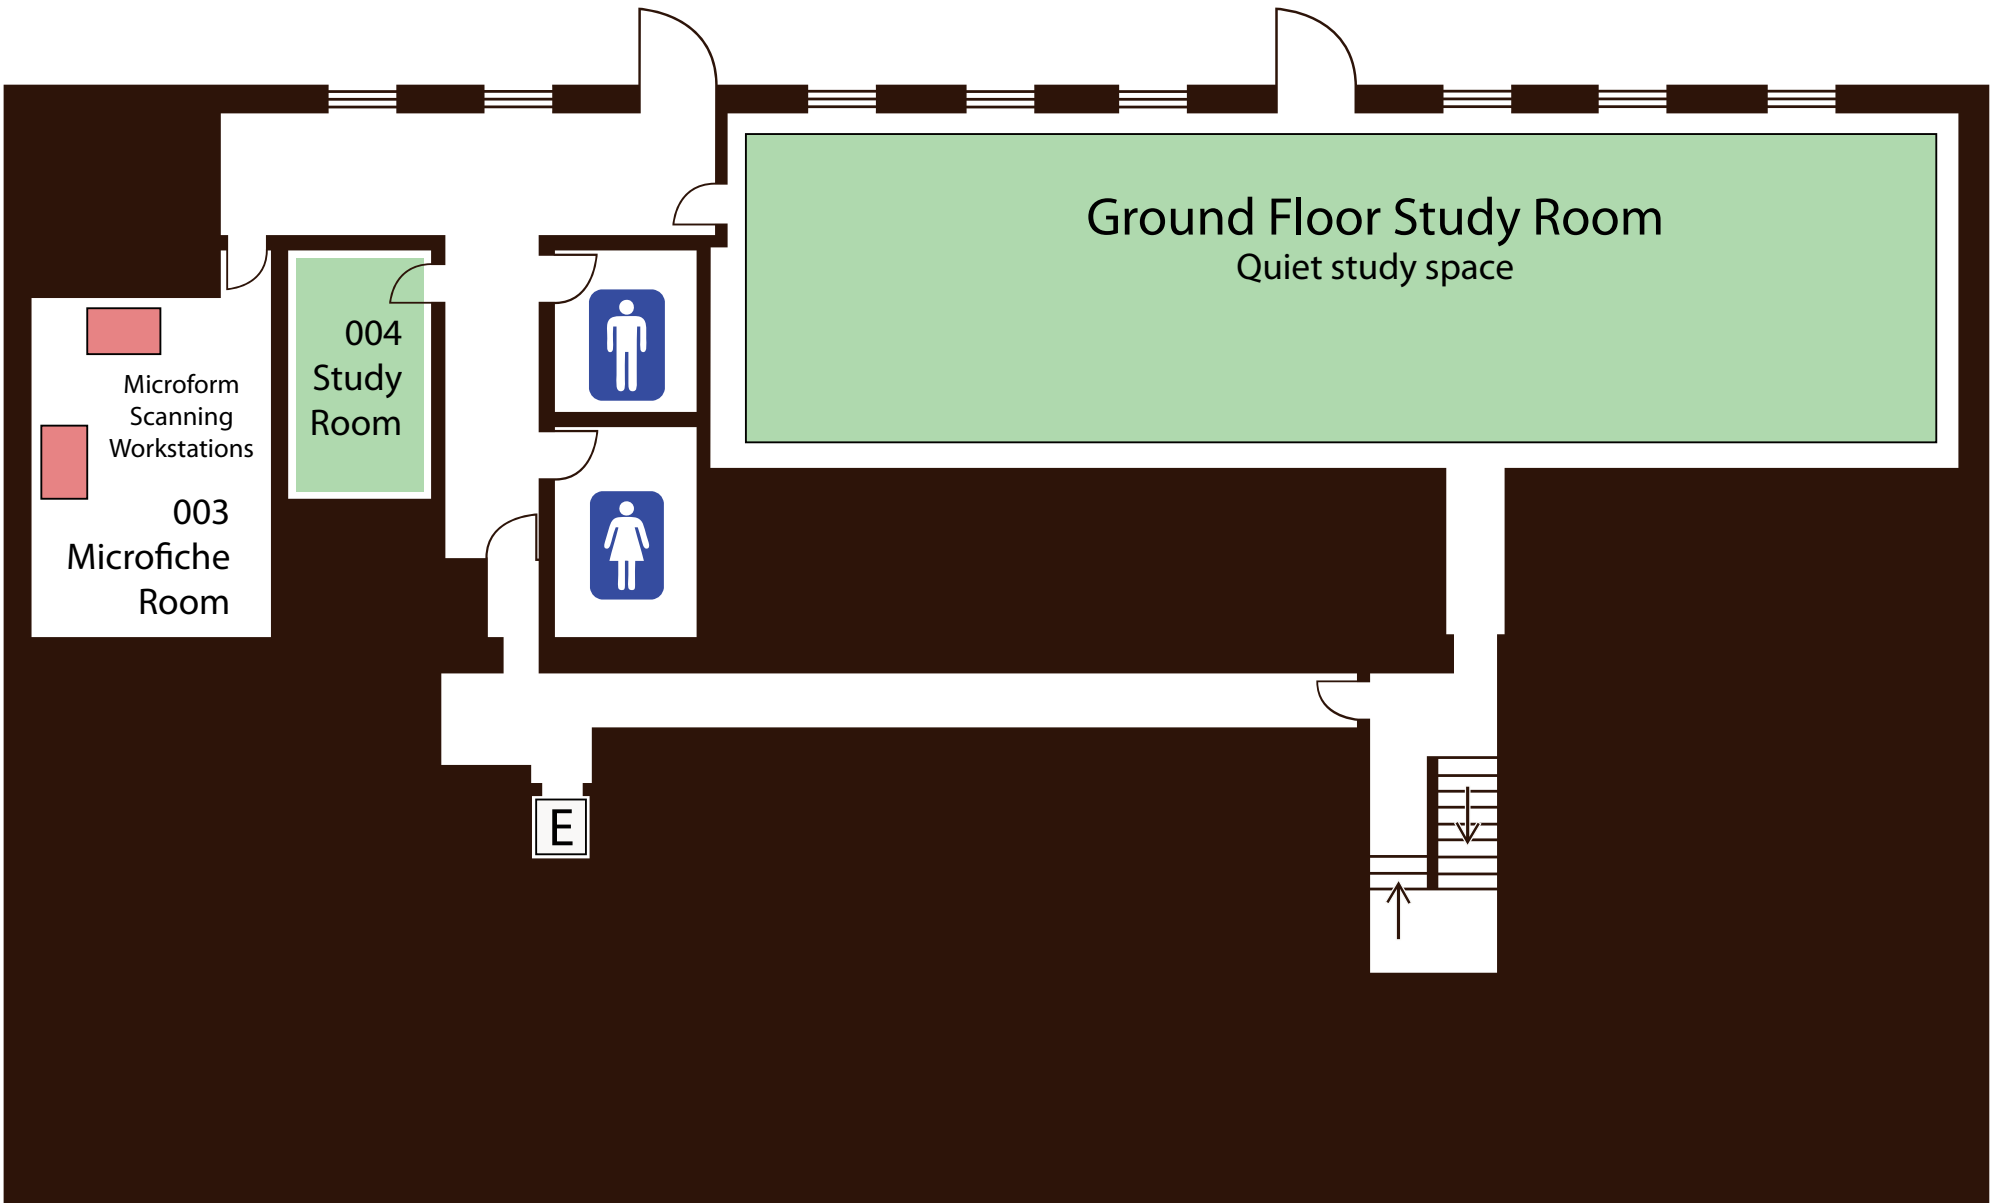 Ground Floor Study Room
Quiet study space
004
Study
Room
Microform
Scanning
Workstations
003
Microfiche
Room
E